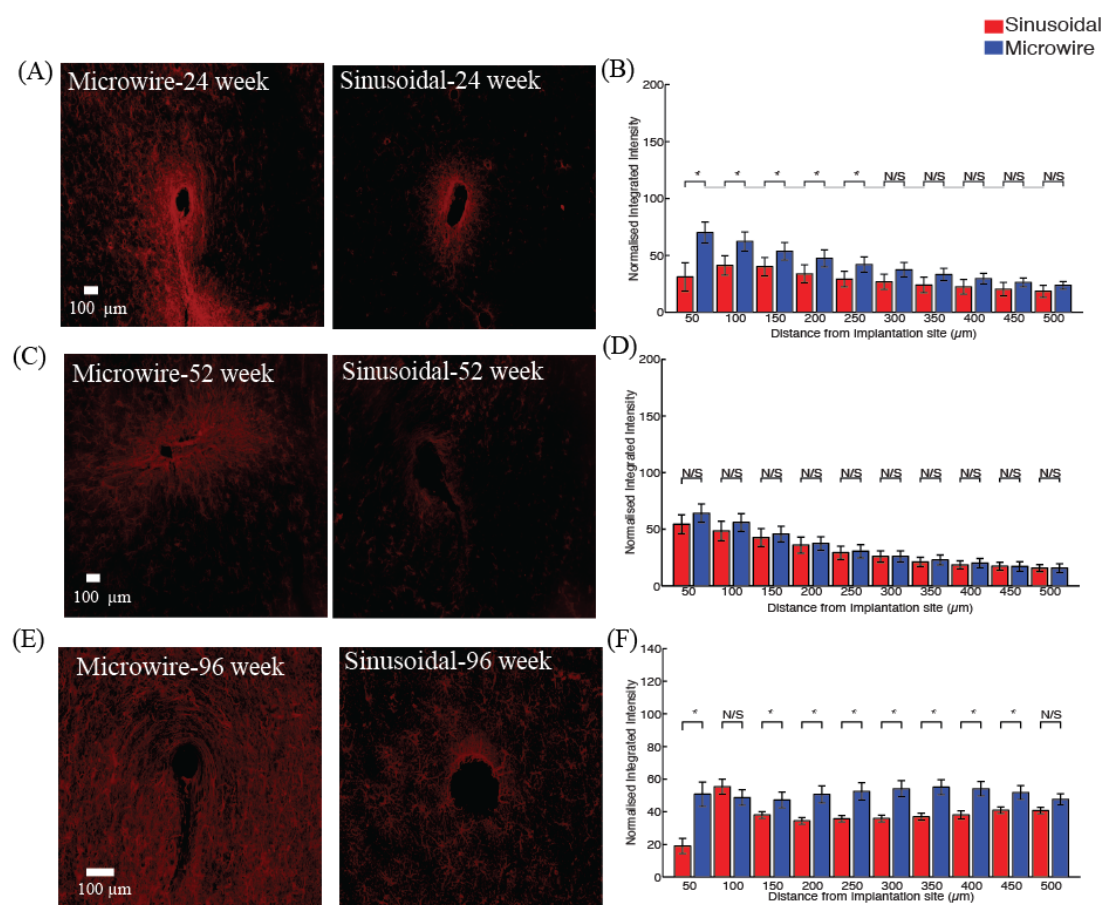 Sinusoidal
Microwire
(A)
Microwire-24 week
100 μm
Sinusoidal-24 week
(B)
Normalised Integrated Intensity
200
150
100
50
0
* * * * * N/S N/S N/S N/S N/S
50 100 150 200 250 300 350 400 450 500
Distance from Implantation site (μm)
(C)
Microwire-52 week
100 μm
Sinusoidal-52 week
(D)
Normalised Integrated Intensity
200
150
100
50
0
N/S N/S N/S N/S N/S N/S N/S N/S N/S N/S
50 100 150 200 250 300 350 400 450 500
Distance from Implantation site (μm)
(E)
Microwire-96 week
100 μm
Sinusoidal-96 week
(F)
Normalised Integrated Intensity
140
120
100
80
60
40
20
0
* N/S * * * * * * * N/S
50 100 150 200 250 300 350 400 450 500
Distance from Implantation site (μm)